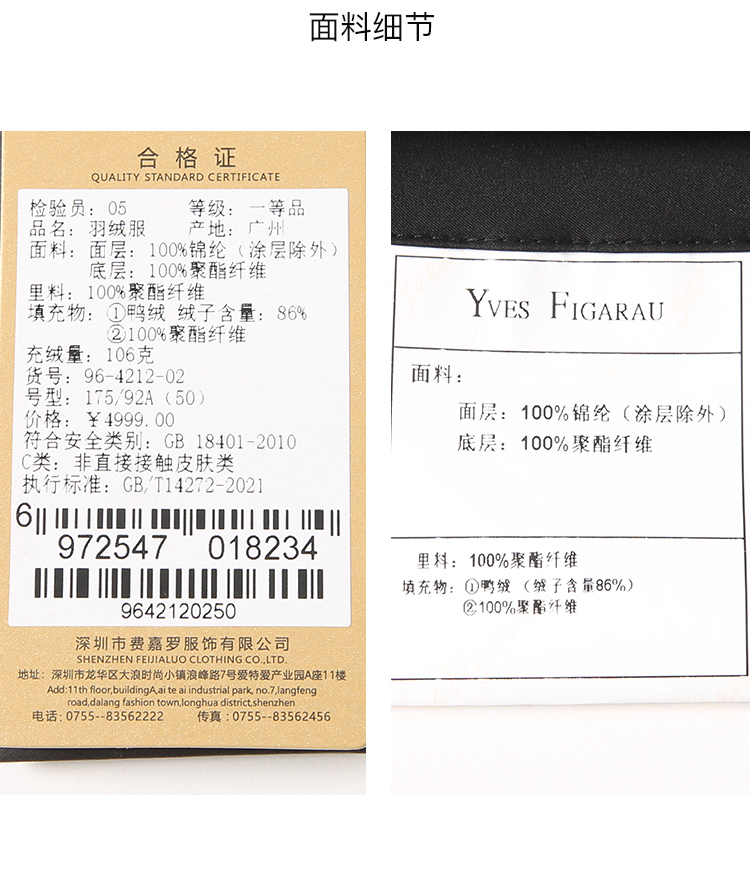 面料细节
合格证
QUALITY STANDARD CERTIFICATE
检验员: 05 等级: 一等品
品名: 羽绒服 产地: 广州
面料: 面层: 100%锦纶（涂层除外）
底层: 100%聚酯纤维
里料: 100%聚酯纤维
填充物: ①鸭绒 绒子含量: 86%
②100%聚酯纤维
充绒量: 106克
货号: 96-4212-02
号型: 175/92A（50）
价格: ￥4999.00
符合安全类别: GB 18401-2010
C类: 非直接接触皮肤类
执行标准: GB/T14272-2021
6 972547 018234
9642120250
深圳市费嘉罗服饰有限公司
SHENZHEN FEIJIALUO CLOTHING CO.,LTD.
地址: 深圳市龙华区大浪时尚小镇浪峰路7号爱特爱产业园A座11楼
Add:11th floor,buildingA,ai te ai industrial park, no.7,langfeng
road,dalang fashion town,longhua district,shenzhen
电话: 0755--83562222 传真: 0755--83562456
YVES FIGARAU
面料:
面层: 100%锦纶（涂层除外）
底层: 100%聚酯纤维
里料: 100%聚酯纤维
填充物: ①鸭绒（绒子含量86%）
②100%聚酯纤维